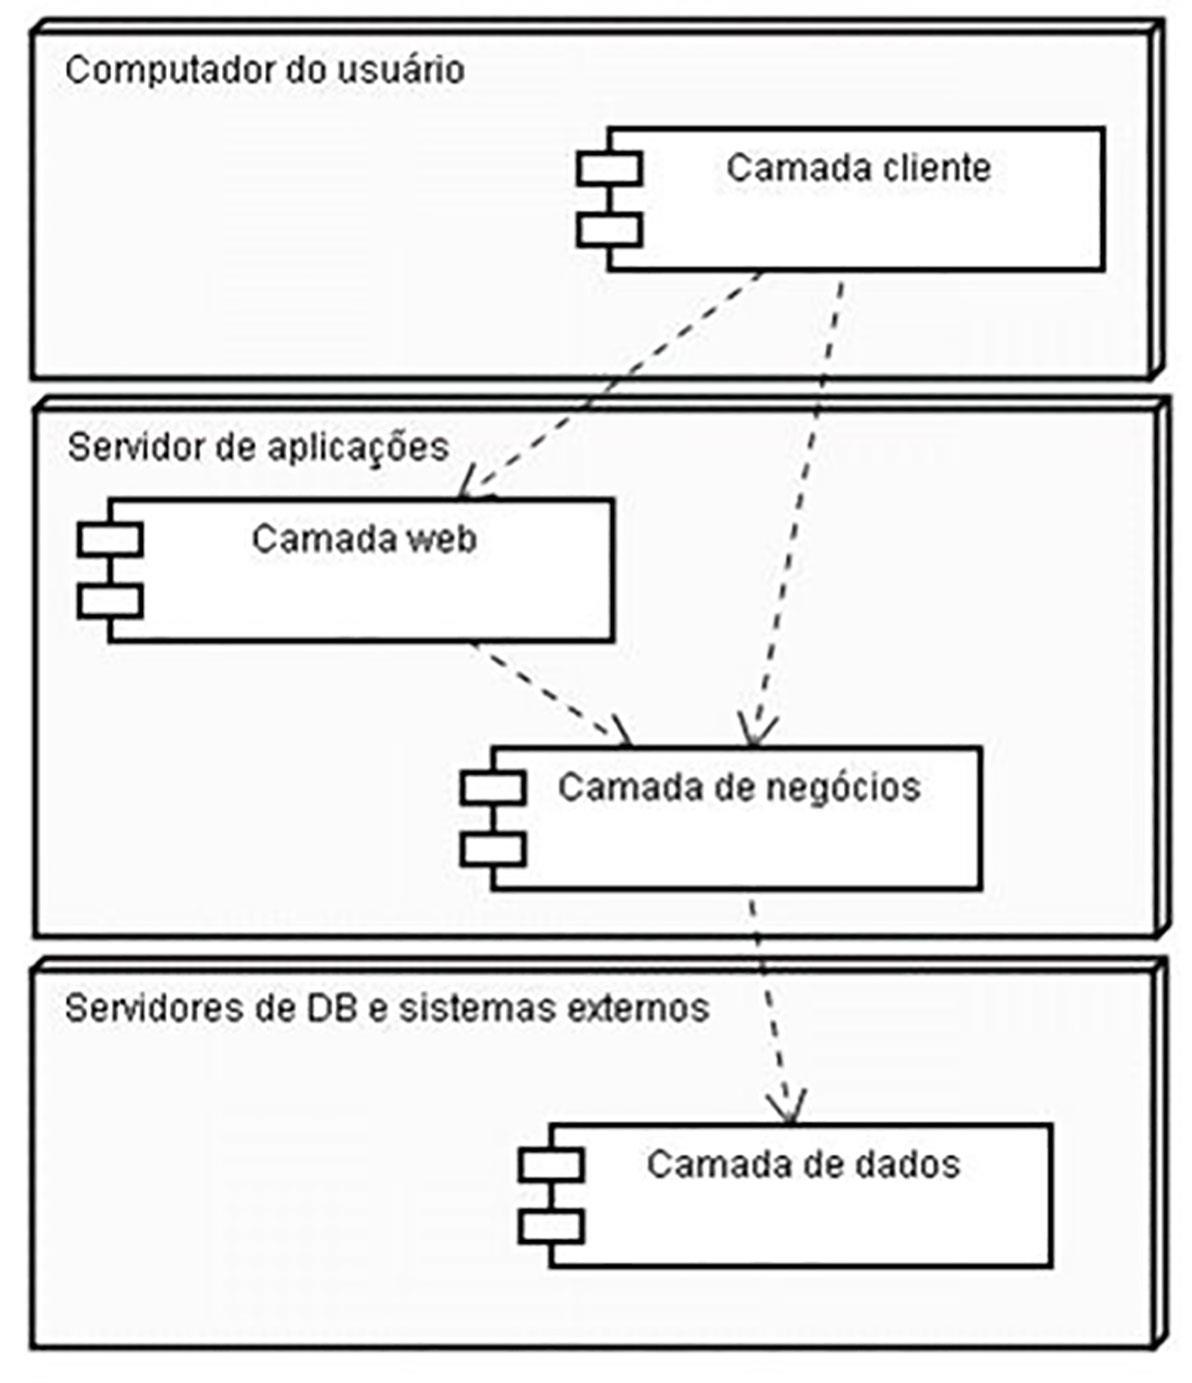 Computador do usuário
Camada cliente
Servidor de aplicações
Camada web
Camada de negócios
Servidores de DB e sistemas externos
Camada de dados